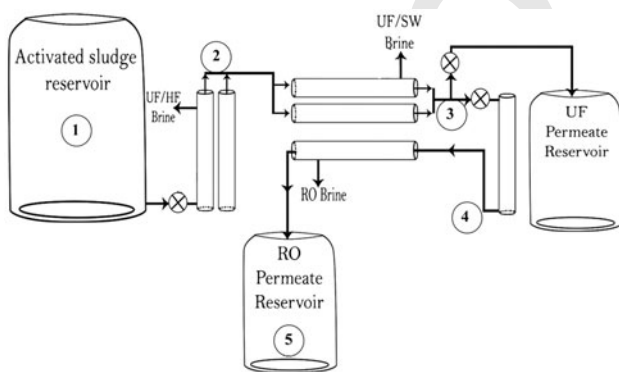 Activated sludge
reservoir
1
2
UF/HF
Brine
UF/SW
Brine
3
UF
Permeate
Reservoir
RO Brine
4
RO
Permeate
Reservoir
5